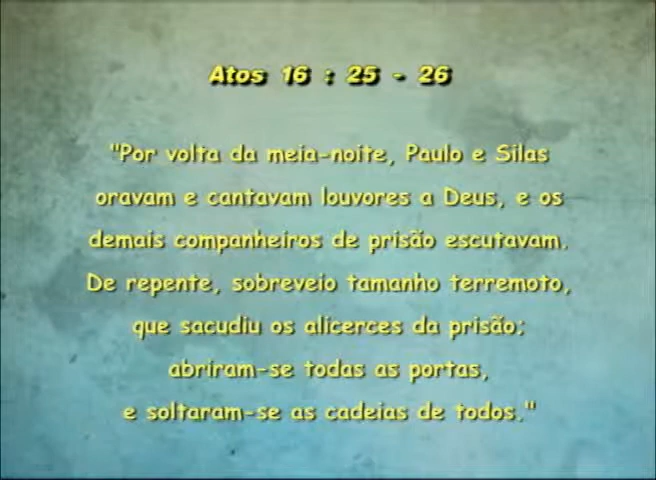 Atos 16 : 25 - 26
"Por volta da meia-noite, Paulo e Silas
oravam e cantavam louvores a Deus, e os
demais companheiros de prisão escutavam.
De repente, sobreveio tamanho terremoto,
que sacudiu os alicerces da prisão;
abriram-se todas as portas,
e soltaram-se as cadeias de todos."